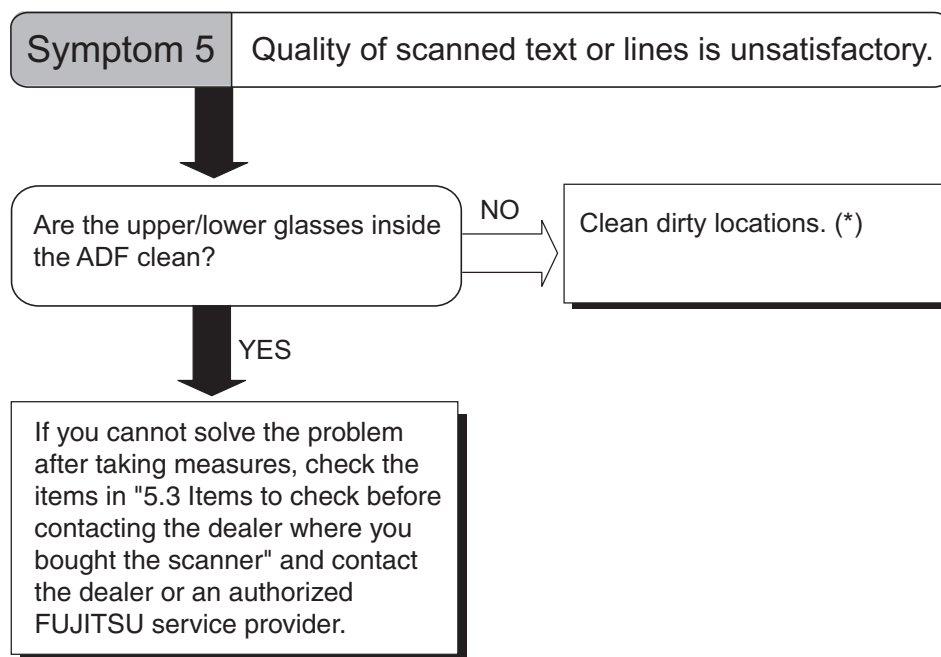 Symptom 5 Quality of scanned text or lines is unsatisfactory.
Are the upper/lower glasses inside
the ADF clean?
NO
Clean dirty locations. (*)
YES
If you cannot solve the problem
after taking measures, check the
items in "5.3 Items to check before
contacting the dealer where you
bought the scanner" and contact
the dealer or an authorized
FUJITSU service provider.